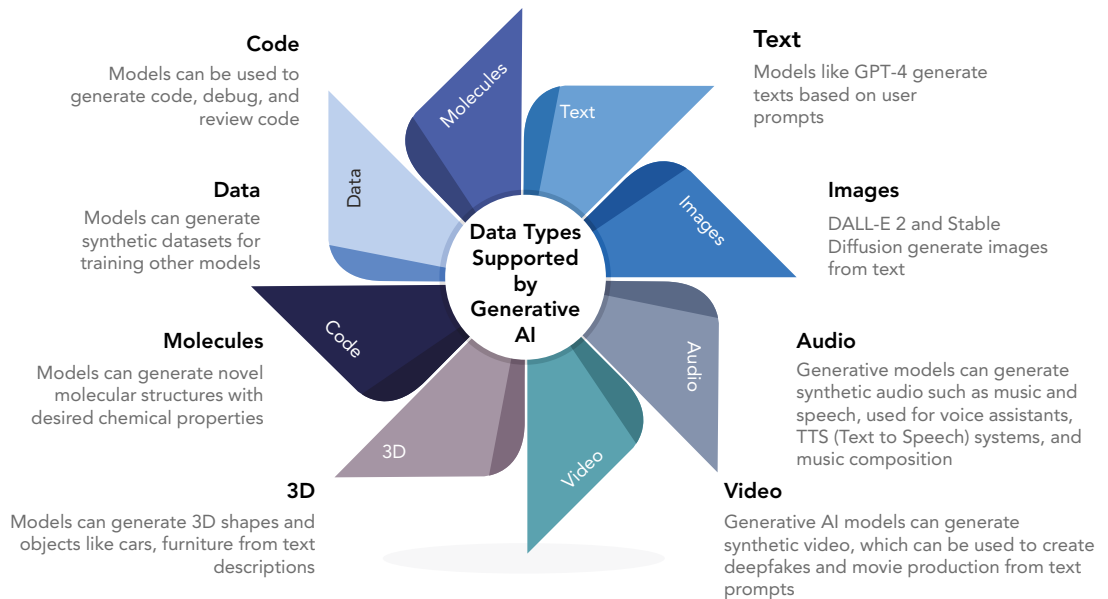 Code
Models can be used to
generate code, debug, and
review code
Data
Models can generate
synthetic datasets for
training other models
Molecules
Models can generate novel
molecular structures with
desired chemical properties
3D
Models can generate 3D shapes and
objects like cars, furniture from text
descriptions
Molecules
Text
Images
Audio
Video
3D
Code
Data
Data Types
Supported
by
Generative
AI
Text
Models like GPT-4 generate
texts based on user
prompts
Images
DALL-E 2 and Stable
Diffusion generate images
from text
Audio
Generative models can generate
synthetic audio such as music and
speech, used for voice assistants,
TTS (Text to Speech) systems, and
music composition
Video
Generative AI models can generate
synthetic video, which can be used to create
deepfakes and movie production from text
prompts